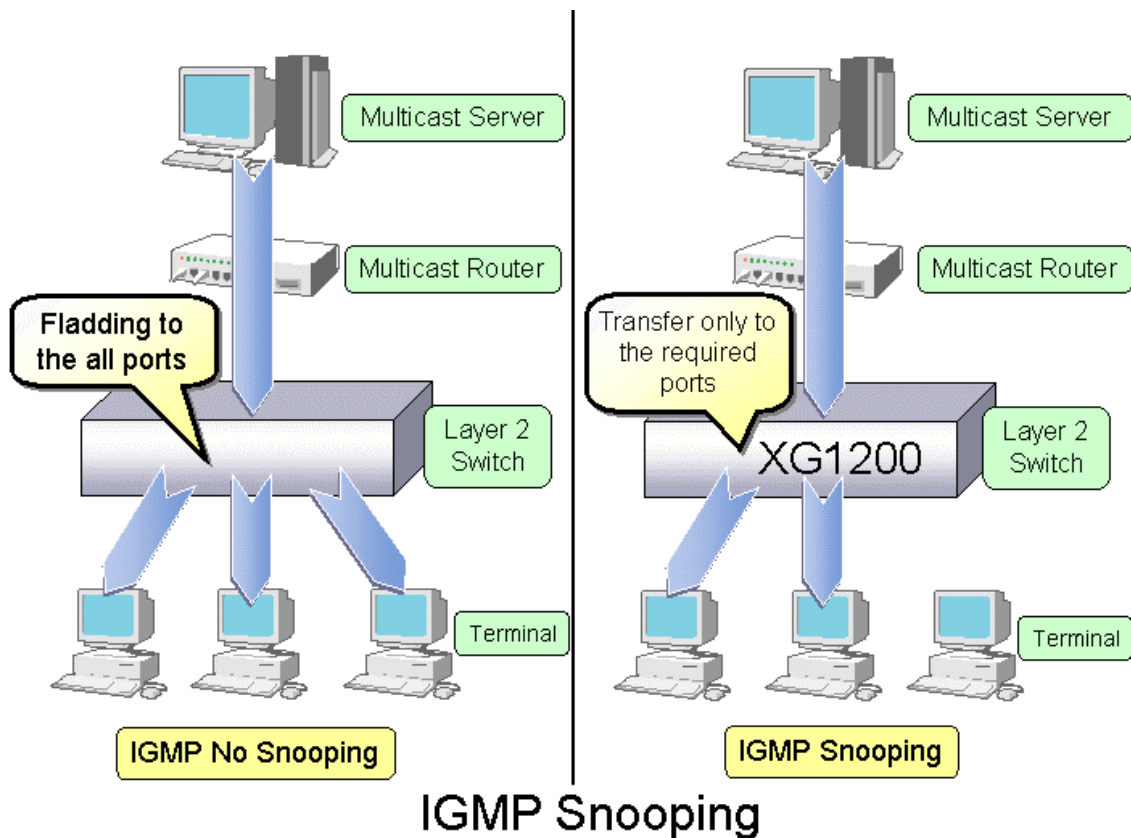 Multicast Server
Multicast Router
Fladding to
the all ports
Layer 2
Switch
Terminal
IGMP No Snooping
Multicast Server
Multicast Router
Transfer only to
the required
ports
XG1200
Layer 2
Switch
Terminal
IGMP Snooping
IGMP Snooping